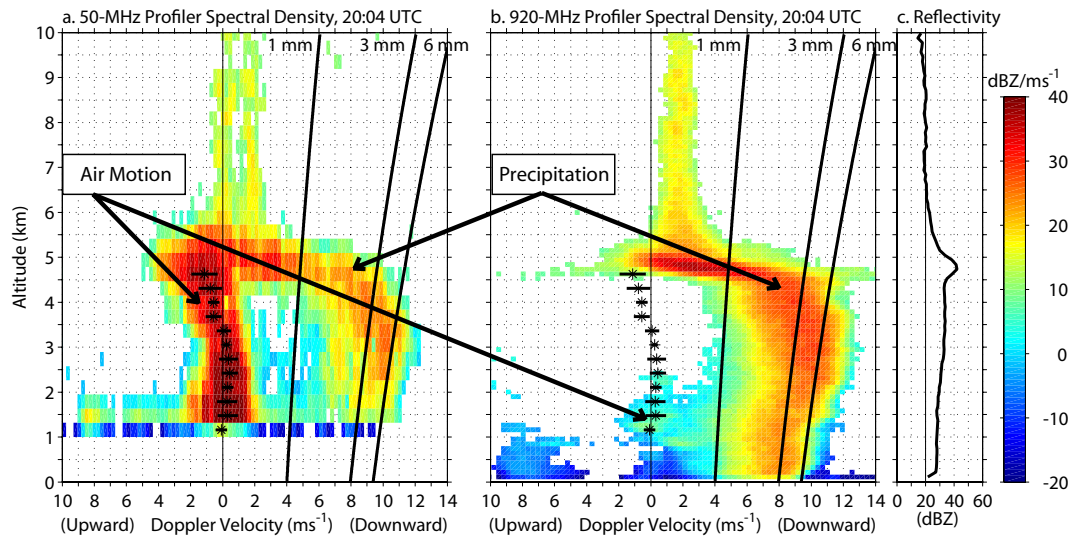 a. 50-MHz Profiler Spectral Density, 20:04 UTC
b. 920-MHz Profiler Spectral Density, 20:04 UTC
c. Reflectivity
1 mm 3 mm 6 mm
1 mm 3 mm 6 mm
dBZ/ms⁻¹
Air Motion
Precipitation
Altitude (km)
10
9
8
7
6
5
4
3
2
1
0
10 8 6 4 2 0 2 4 6 8 10 12 14
(Upward) Doppler Velocity (ms⁻¹) (Downward)
10 8 6 4 2 0 2 4 6 8 10 12 14
(Upward) Doppler Velocity (ms⁻¹) (Downward)
0 20 40 60
(dBZ)
40
30
20
10
0
-10
-20